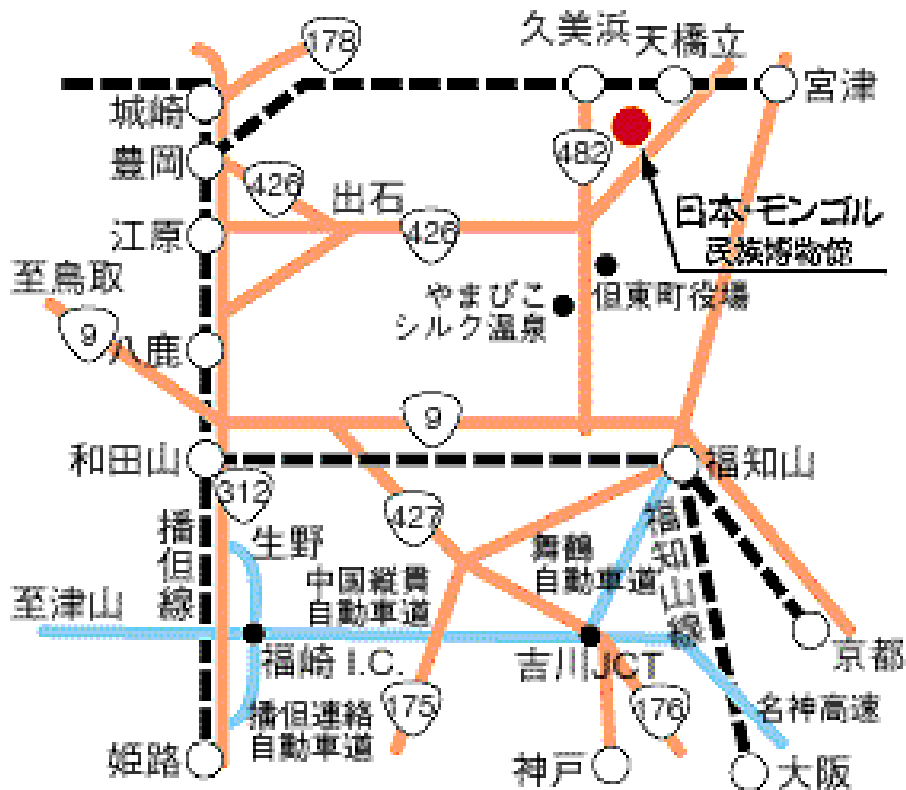 178
久美浜
天橋立
宮津
城崎
豊岡
482
426
出石
426
日本・モンゴル
民族博物館
江原
至鳥取
但東町役場
やまびこ
シルク温泉
9
八鹿
9
和田山
福知山
312
427
播但線
生野
舞鶴
自動車道
福知山線
中国縦貫
自動車道
至津山
福崎 I.C.
吉川JCT
京都
175
176
名神高速
播但連絡
自動車道
姫路
神戸
大阪